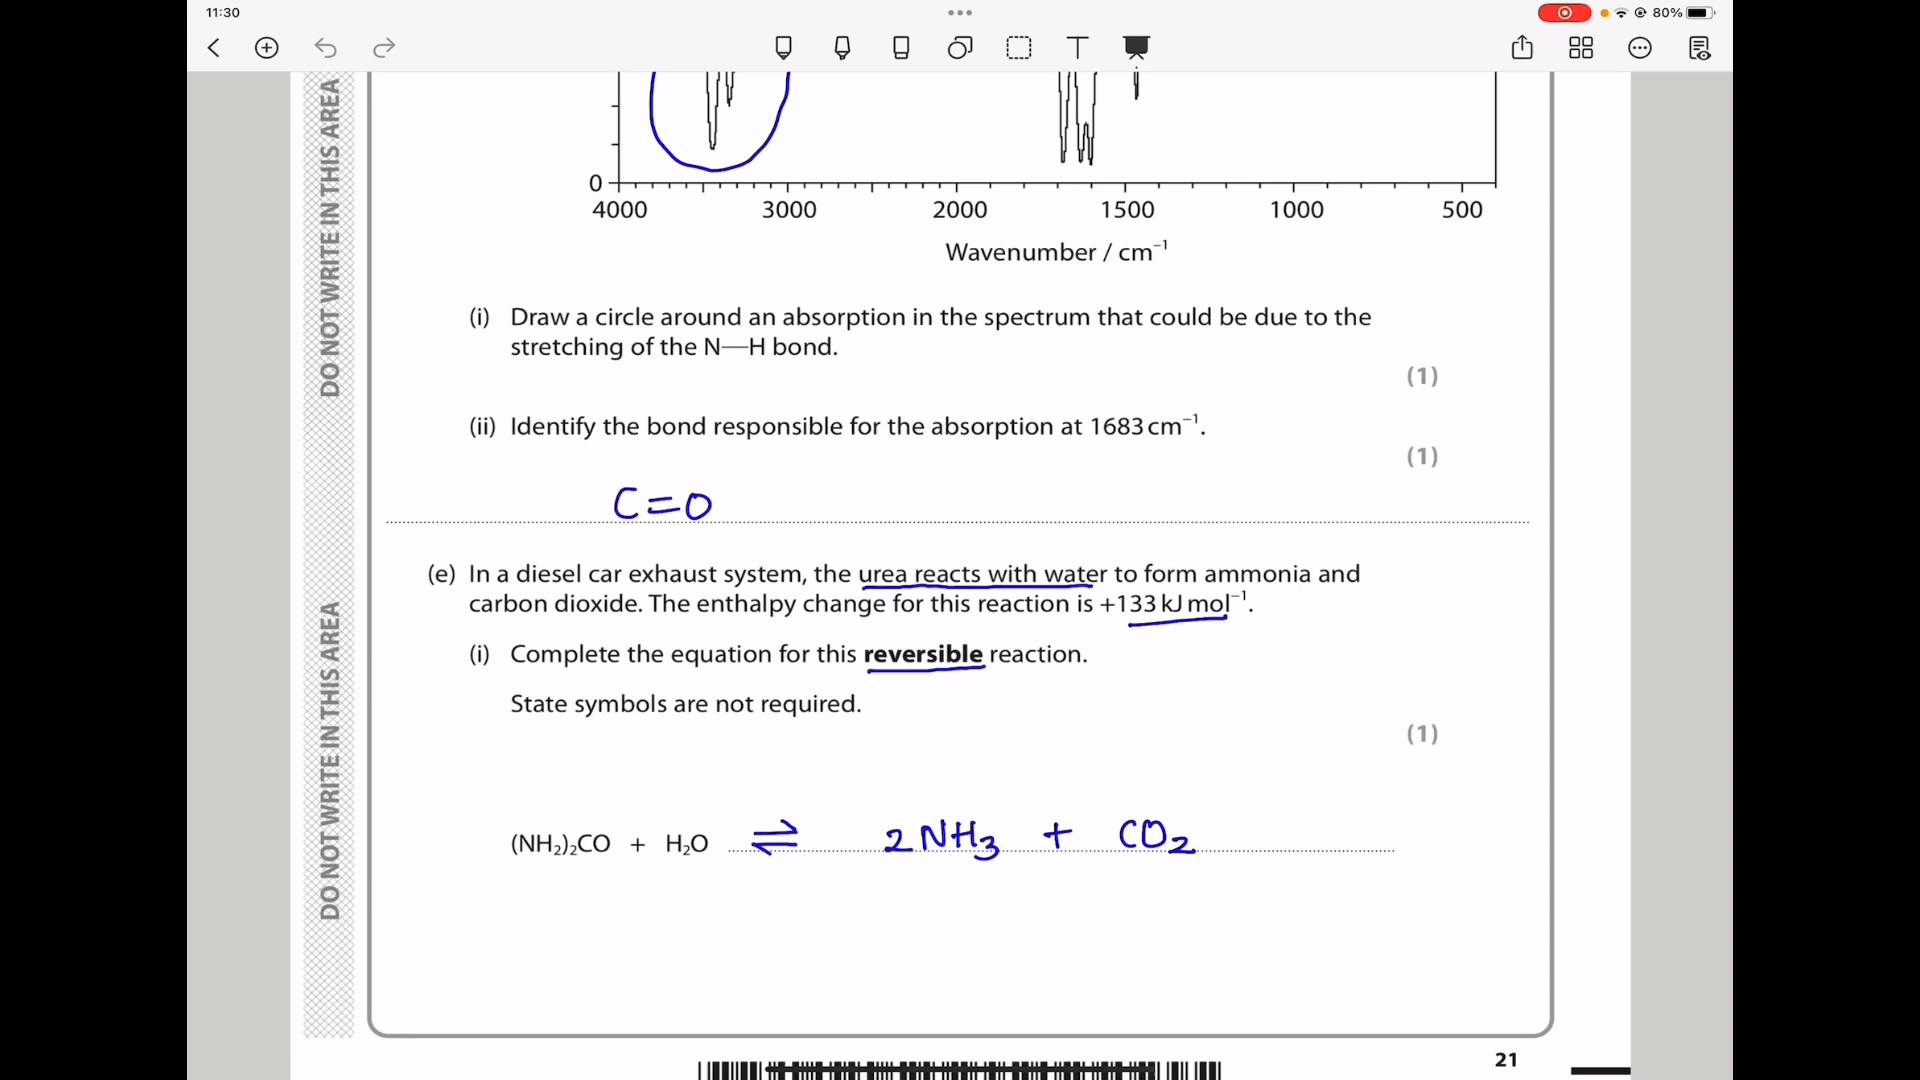 11:30
80%
DO NOT WRITE IN THIS AREA
DO NOT WRITE IN THIS AREA
0
4000 3000 2000 1500 1000 500
Wavenumber / cm⁻¹
(i) Draw a circle around an absorption in the spectrum that could be due to the
stretching of the N—H bond.
(1)
(ii) Identify the bond responsible for the absorption at 1683 cm⁻¹.
(1)
C=O
(e) In a diesel car exhaust system, the urea reacts with water to form ammonia and
carbon dioxide. The enthalpy change for this reaction is +133 kJ mol⁻¹.
(i) Complete the equation for this reversible reaction.
State symbols are not required.
(1)
(NH₂)₂CO + H₂O ⇌ 2NH₃ + CO₂
21